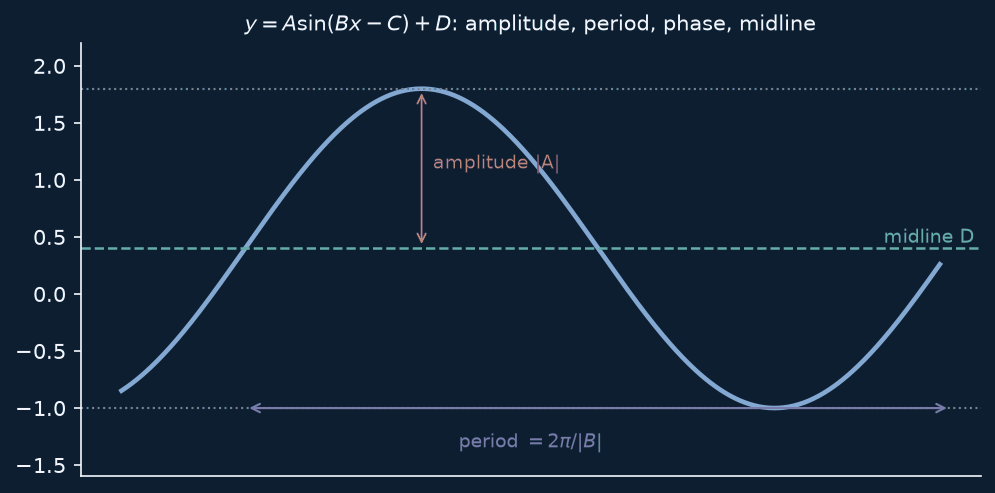 y = Asin(Bx − C) + D: amplitude, period, phase, midline
2.0
1.5
amplitude |A|
1.0
0.5
midline D
0.0
−0.5
−1.0
period = 2π/|B|
−1.5